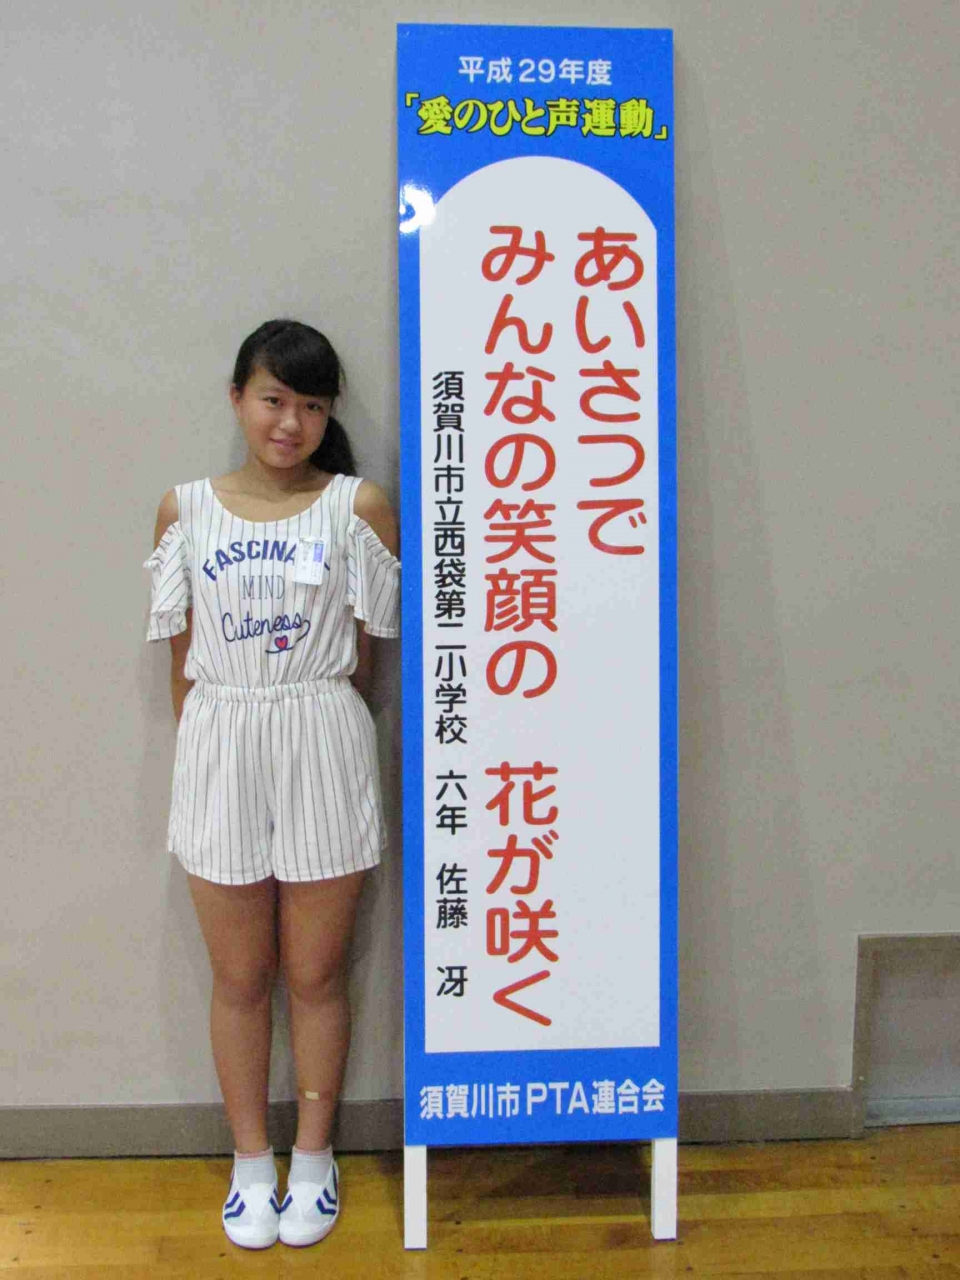 平成29年度
「愛のひと声運動」
あいさつで
みんなの笑顔の 花が咲く
須賀川市立西袋第二小学校 六年 佐藤 冴
須賀川市PTA連合会
MIND
Cuteness